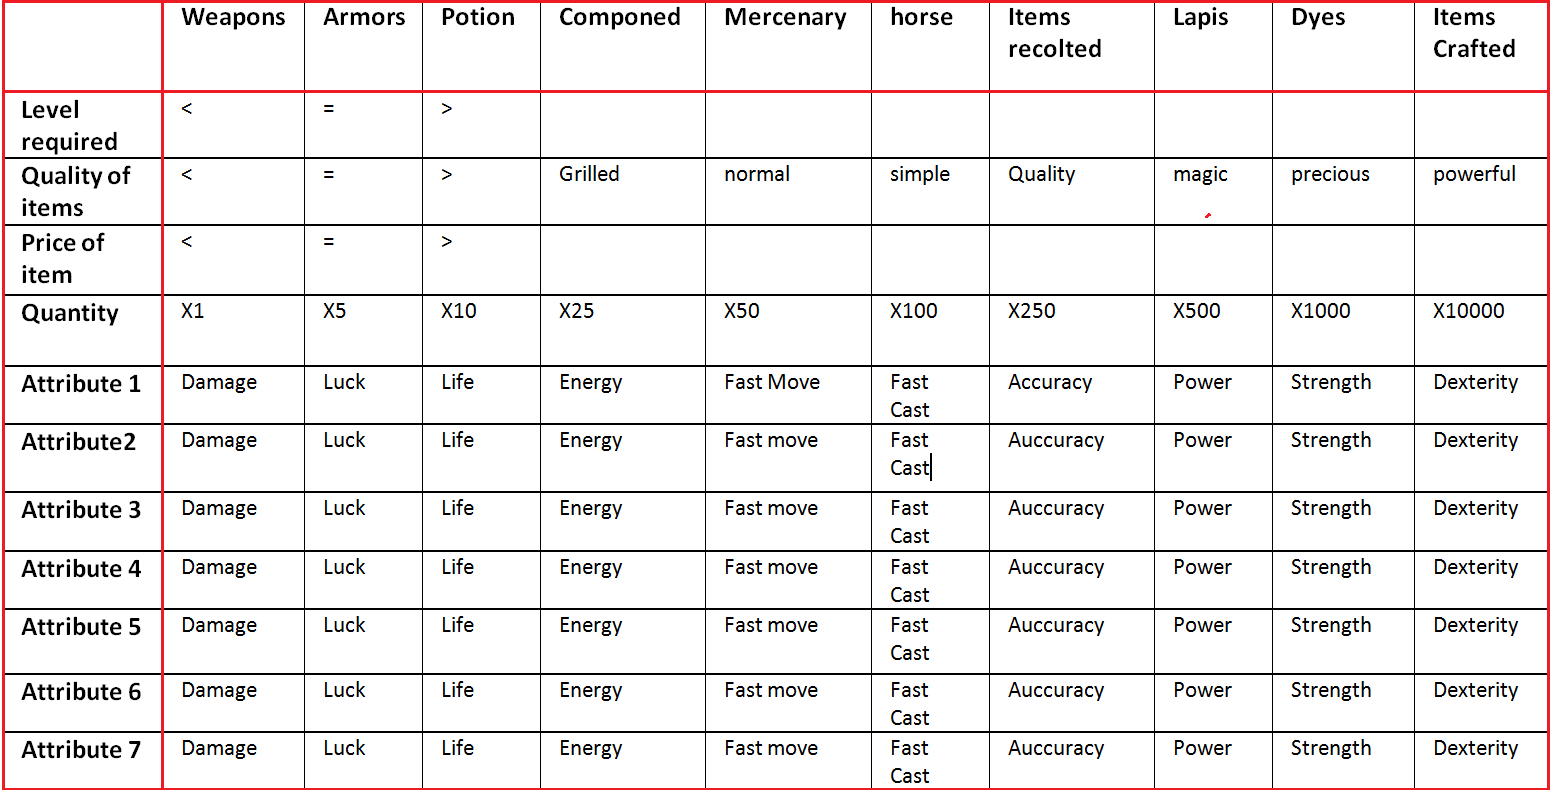 Weapons Armors Potion Componed Mercenary horse Items Lapis Dyes Items
recolted Crafted
Level < = >
required
Quality of < = > Grilled normal simple Quality magic precious powerful
items
Price of < = >
item
Quantity X1 X5 X10 X25 X50 X100 X250 X500 X1000 X10000
Attribute 1 Damage Luck Life Energy Fast Move Fast Accuracy Power Strength Dexterity
Cast
Attribute2 Damage Luck Life Energy Fast move Fast Auccuracy Power Strength Dexterity
Cast
Attribute 3 Damage Luck Life Energy Fast move Fast Auccuracy Power Strength Dexterity
Cast
Attribute 4 Damage Luck Life Energy Fast move Fast Auccuracy Power Strength Dexterity
Cast
Attribute 5 Damage Luck Life Energy Fast move Fast Auccuracy Power Strength Dexterity
Cast
Attribute 6 Damage Luck Life Energy Fast move Fast Auccuracy Power Strength Dexterity
Cast
Attribute 7 Damage Luck Life Energy Fast move Fast Auccuracy Power Strength Dexterity
Cast